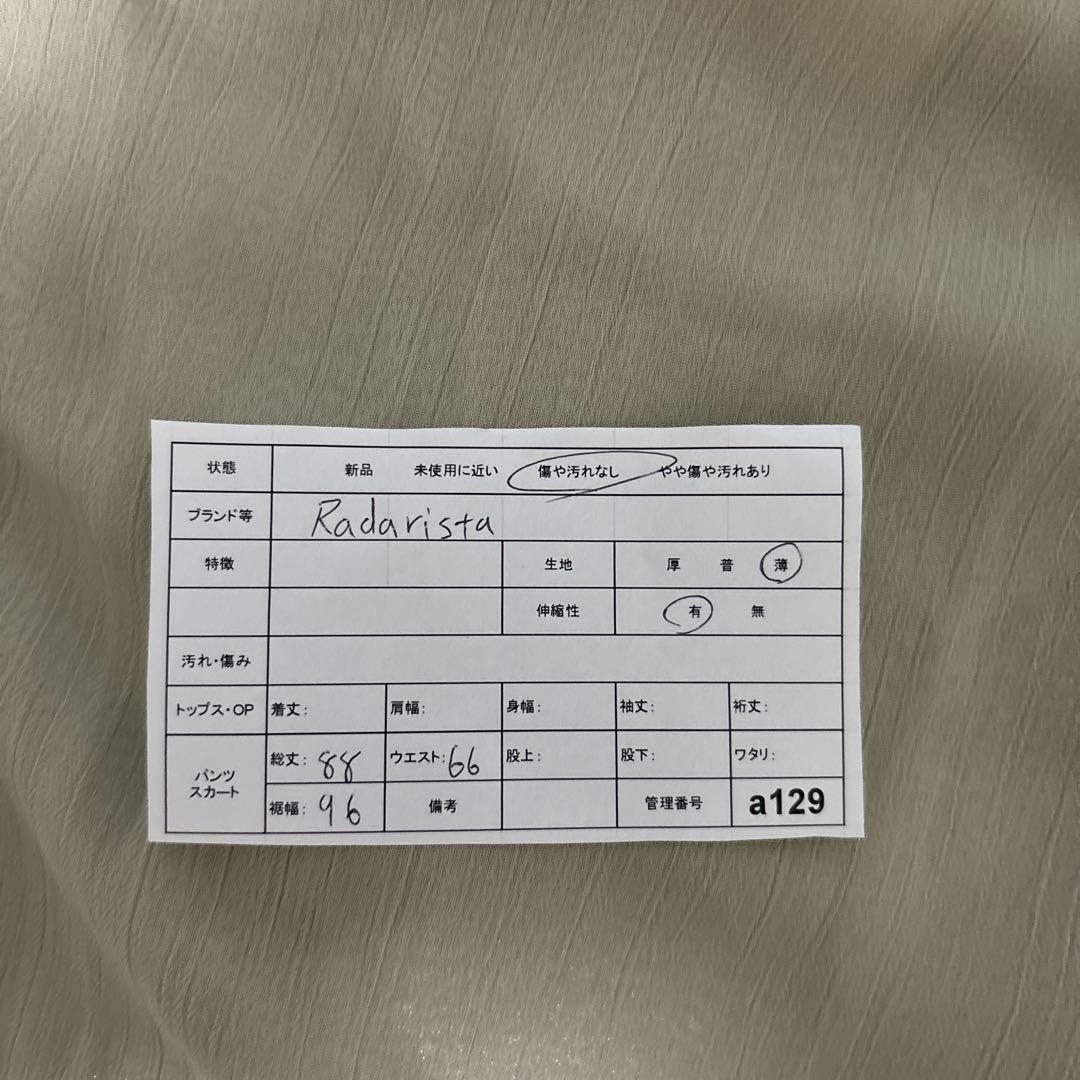 状態 新品 未使用に近い 傷や汚れなし やや傷や汚れあり
ブランド等 Radarista
特徴 生地 厚 普 薄
伸縮性 有 無
汚れ・傷み
トップス・OP 着丈: 肩幅: 身幅: 袖丈: 裄丈:
パンツ スカート 総丈: 88 ウエスト: 66 股上: 股下: ワタリ:
裾幅: 96 備考 管理番号 a129